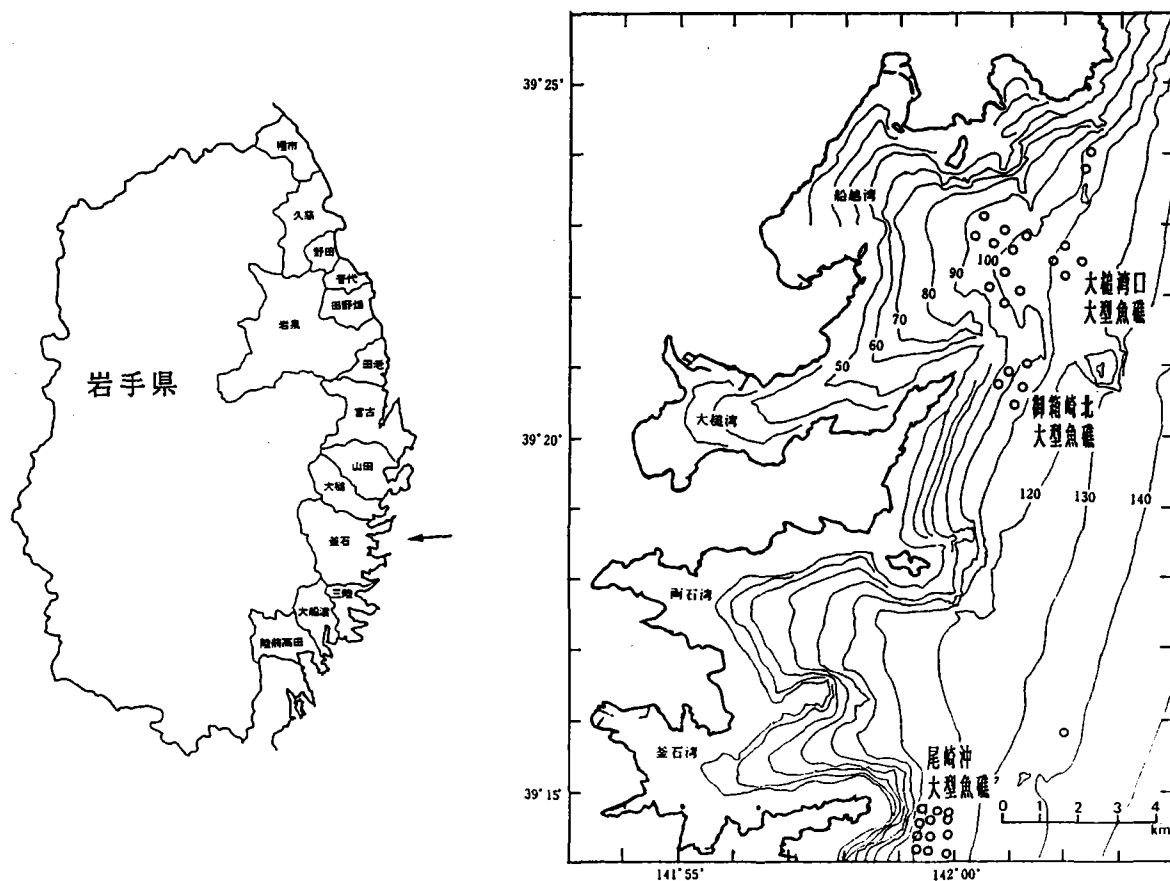 種市
久慈
野田
普代
田野畑
岩泉
田老
岩手県
宮古
山田
大槌
釜石
三陸
大船渡
陸前高田
39°25′
船越湾
100
90
80
大槌湾口
大型魚礁
70
60
50
御箱崎北
大型魚礁
大槌湾
39°20′
120
130
140
両石湾
釜石湾
尾崎沖
大型魚礁
39°15′
0 1 2 3 4
km
141°55′
142°00′